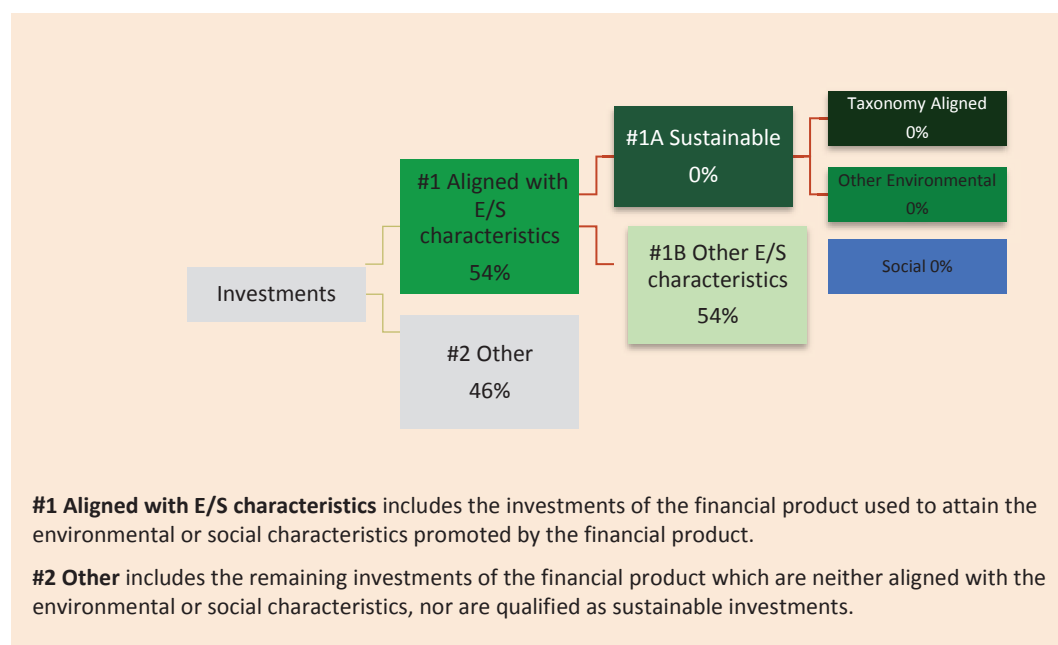 Investments
#1 Aligned with
E/S
characteristics
54%
#2 Other
46%
#1A Sustainable
0%
#1B Other E/S
characteristics
54%
Taxonomy Aligned
0%
Other Environmental
0%
Social 0%
#1 Aligned with E/S characteristics includes the investments of the financial product used to attain the
environmental or social characteristics promoted by the financial product.
#2 Other includes the remaining investments of the financial product which are neither aligned with the
environmental or social characteristics, nor are qualified as sustainable investments.